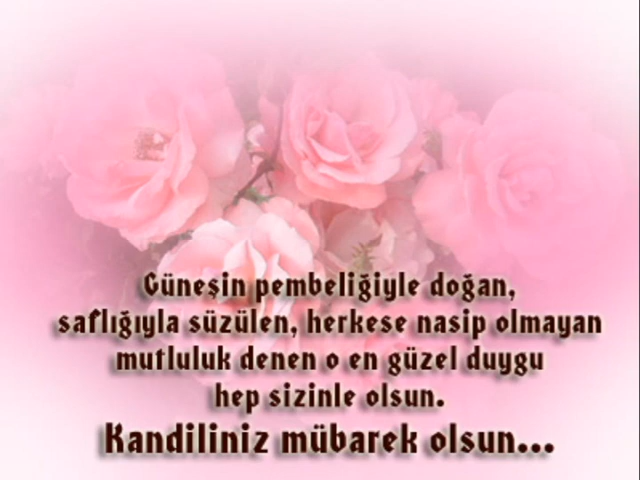 Güneşin pembeliğiyle doğan,
saflığıyla süzülen, herkese nasip olmayan
mutluluk denen o en güzel duygu
hep sizinle olsun.
Kandiliniz mübarek olsun...